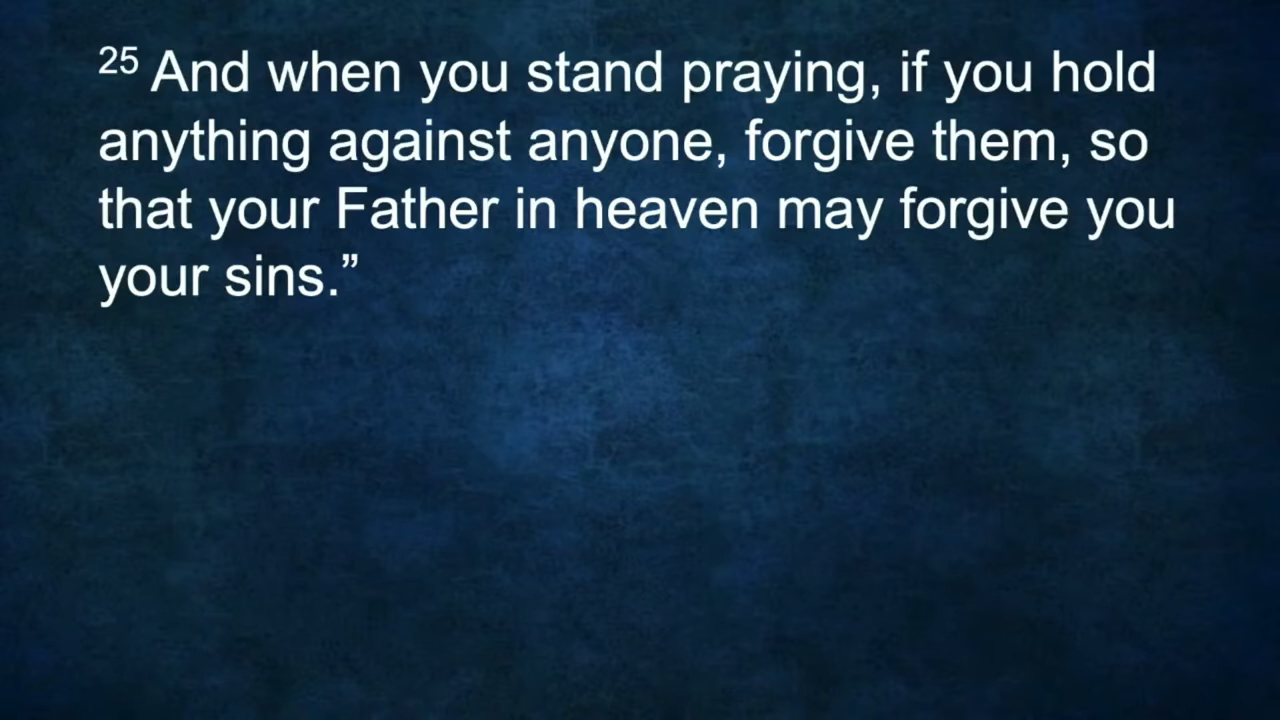 25 And when you stand praying, if you hold
anything against anyone, forgive them, so
that your Father in heaven may forgive you
your sins.”